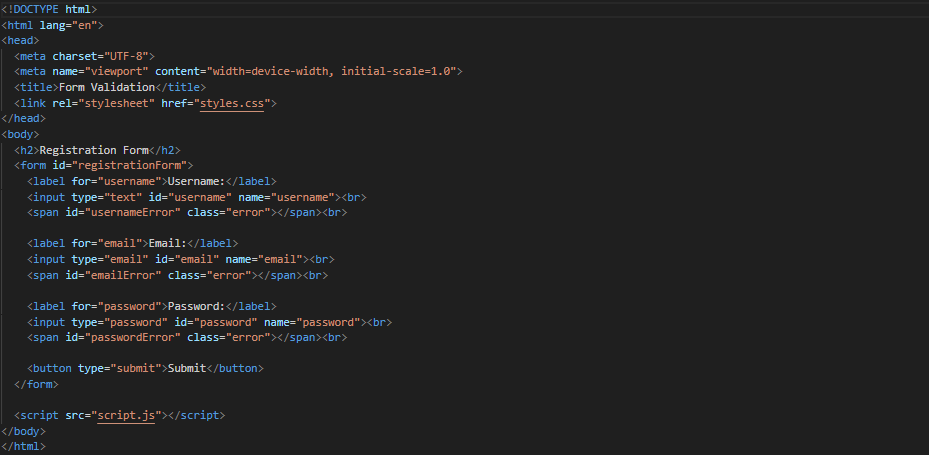 <!DOCTYPE html>
<html lang="en">
<head>
  <meta charset="UTF-8">
  <meta name="viewport" content="width=device-width, initial-scale=1.0">
  <title>Form Validation</title>
  <link rel="stylesheet" href="styles.css">
</head>
<body>
  <h2>Registration Form</h2>
  <form id="registrationForm">
    <label for="username">Username:</label>
    <input type="text" id="username" name="username"><br>
    <span id="usernameError" class="error"></span><br>

    <label for="email">Email:</label>
    <input type="email" id="email" name="email"><br>
    <span id="emailError" class="error"></span><br>

    <label for="password">Password:</label>
    <input type="password" id="password" name="password"><br>
    <span id="passwordError" class="error"></span><br>

    <button type="submit">Submit</button>
  </form>

  <script src="script.js"></script>
</body>
</html>